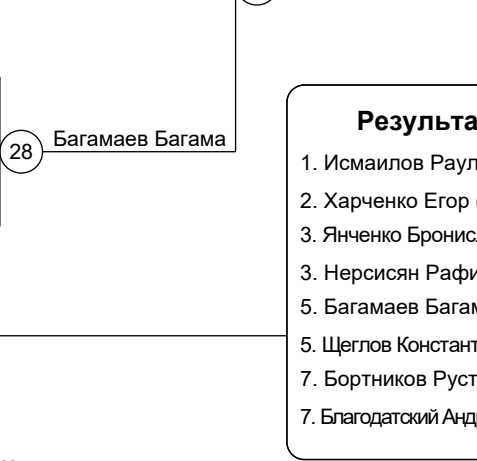 28 Багамаев Багама
Результа
1. Исмаилов Раул
2. Харченко Егор (
3. Янченко Бронис
3. Нерсисян Рафи
5. Багамаев Багам
5. Щеглов Констант
7. Бортников Руст
7. Благодатский Анд